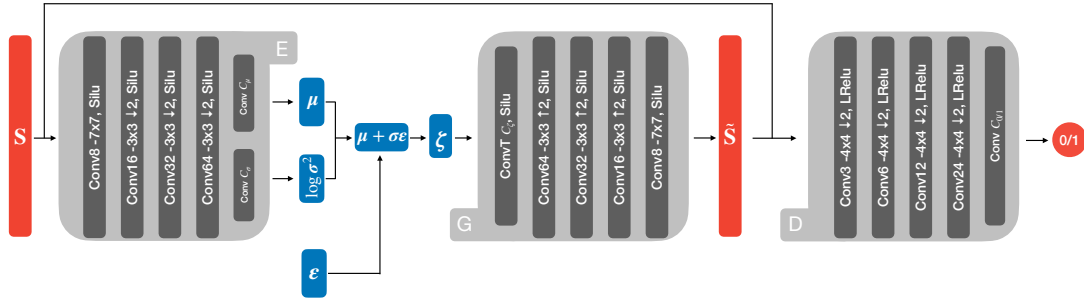 S
Conv8 -7x7, Silu
Conv16 -3x3 ↓2, Silu
Conv32 -3x3 ↓2, Silu
Conv64 -3x3 ↓2, Silu
Conv C_μ
Conv C_σ
E
μ
log σ²
μ + σε
ε
ζ
ConvT C_ζ, Silu
Conv64 -3x3 ↑2, Silu
Conv32 -3x3 ↑2, Silu
Conv16 -3x3 ↑2, Silu
Conv8 -7x7, Silu
G
S̃
Conv3 -4x4 ↓2, LRelu
Conv6 -4x4 ↓2, LRelu
Conv12 -4x4 ↓2, LRelu
Conv24 -4x4 ↓2, LRelu
Conv C_{0/1}
D
0/1